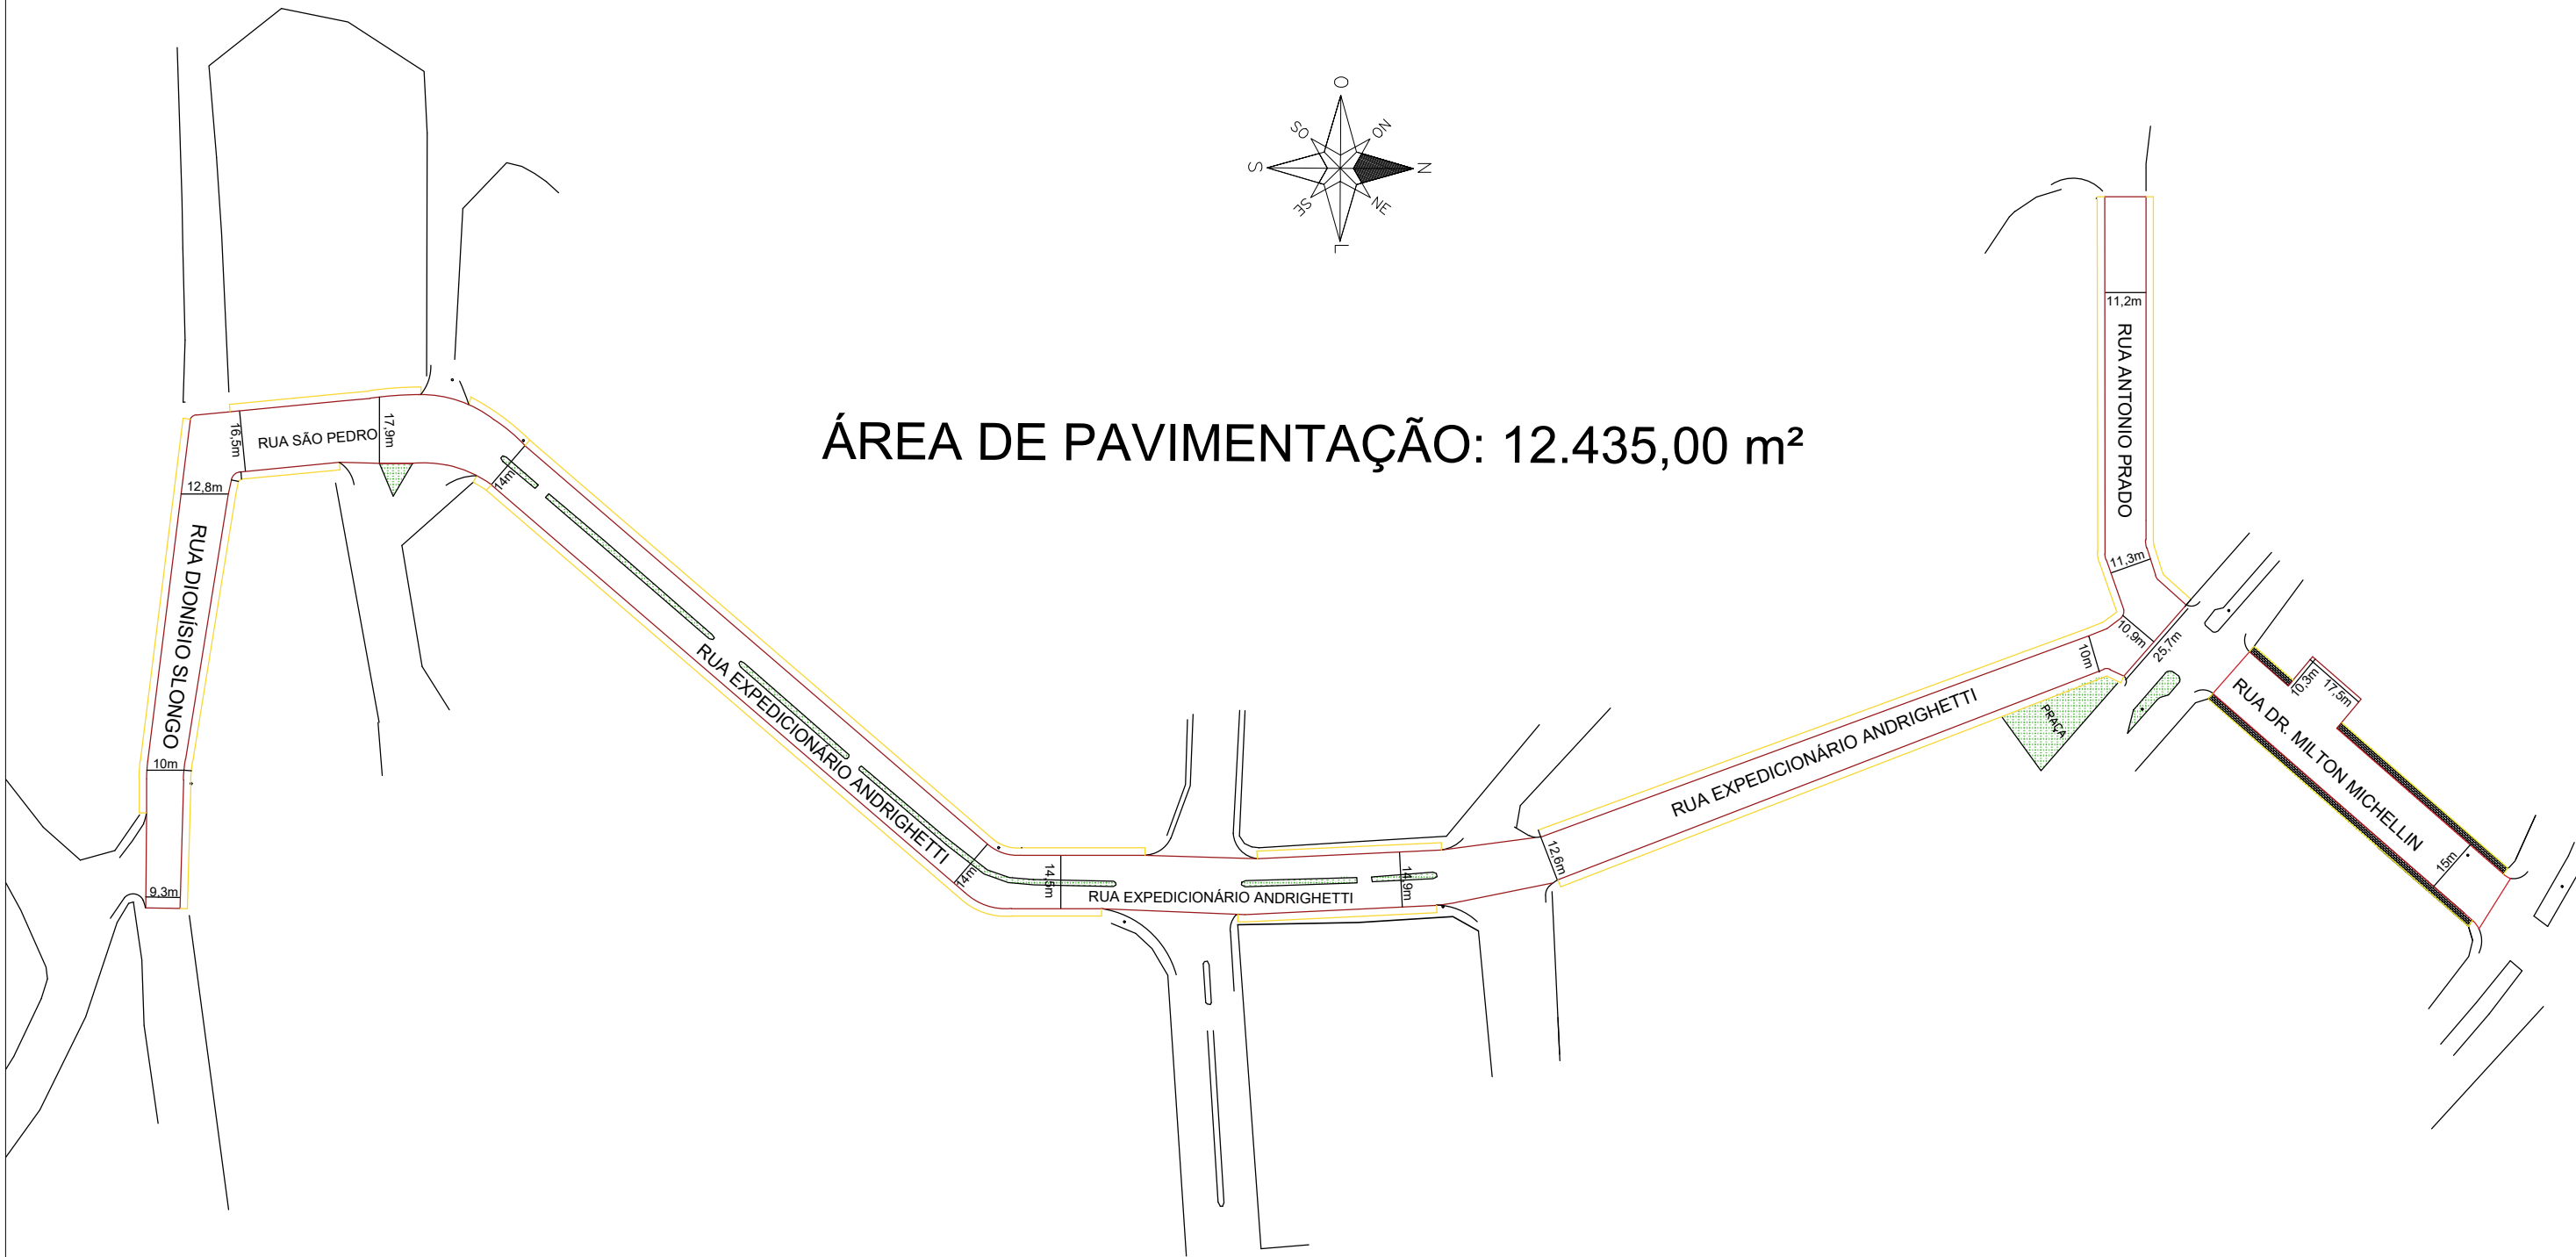 O
SO
NO
S
N
SE
NE
L
ÁREA DE PAVIMENTAÇÃO: 12.435,00 m²
16,5m
RUA SÃO PEDRO
17,9m
12,8m
RUA DIONÍSIO SLONGO
10m
9,3m
14m
RUA EXPEDICIONÁRIO ANDRIGHETTI
14m
14,5m
RUA EXPEDICIONÁRIO ANDRIGHETTI
14,9m
12,6m
RUA EXPEDICIONÁRIO ANDRIGHETTI
10m
PRAÇA
11,2m
RUA ANTONIO PRADO
11,3m
10,9m
25,7m
10,3m
17,5m
RUA DR. MILTON MICHELLIN
15m